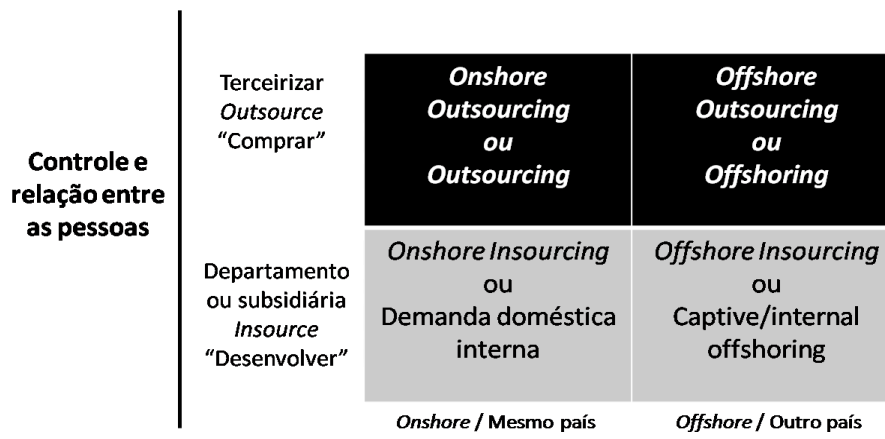 Controle e
relação entre
as pessoas
Terceirizar
Outsource
“Comprar”
Onshore
Outsourcing
ou
Outsourcing
Offshore
Outsourcing
ou
Offshoring
Departamento
ou subsidiária
Insource
“Desenvolver”
Onshore Insourcing
ou
Demanda doméstica
interna
Offshore Insourcing
ou
Captive/internal
offshoring
Onshore / Mesmo país
Offshore / Outro país